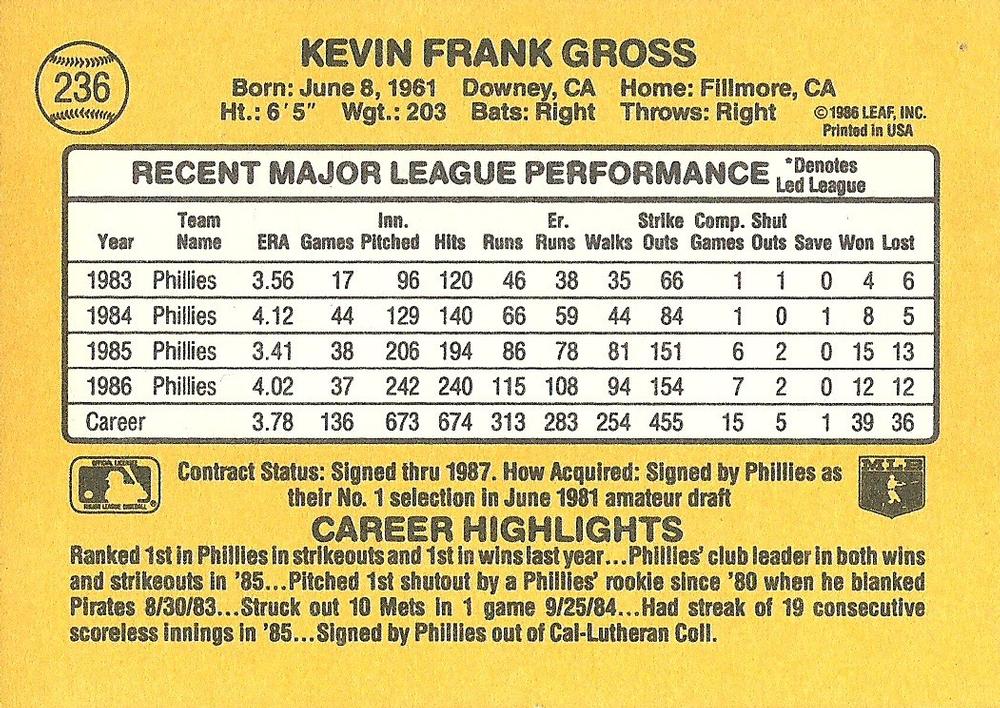 236
KEVIN FRANK GROSS
Born: June 8, 1961 Downey, CA Home: Fillmore, CA
Ht.: 6'5" Wgt.: 203 Bats: Right Throws: Right ©1986 LEAF, INC.
Printed in USA
RECENT MAJOR LEAGUE PERFORMANCE *Denotes
Led League
Team Inn. Er. Strike Comp. Shut
Year Name ERA Games Pitched Hits Runs Runs Walks Outs Games Outs Save Won Lost
1983 Phillies 3.56 17 96 120 46 38 35 66 1 1 0 4 6
1984 Phillies 4.12 44 129 140 66 59 44 84 1 0 1 8 5
1985 Phillies 3.41 38 206 194 86 78 81 151 6 2 0 15 13
1986 Phillies 4.02 37 242 240 115 108 94 154 7 2 0 12 12
Career 3.78 136 673 674 313 283 254 455 15 5 1 39 36
OFFICIAL LICENSEE
MAJOR LEAGUE BASEBALL
®
Contract Status: Signed thru 1987. How Acquired: Signed by Phillies as
their No. 1 selection in June 1981 amateur draft
MLB
CAREER HIGHLIGHTS
Ranked 1st in Phillies in strikeouts and 1st in wins last year...Phillies' club leader in both wins
and strikeouts in '85...Pitched 1st shutout by a Phillies' rookie since '80 when he blanked
Pirates 8/30/83...Struck out 10 Mets in 1 game 9/25/84...Had streak of 19 consecutive
scoreless innings in '85...Signed by Phillies out of Cal-Lutheran Coll.